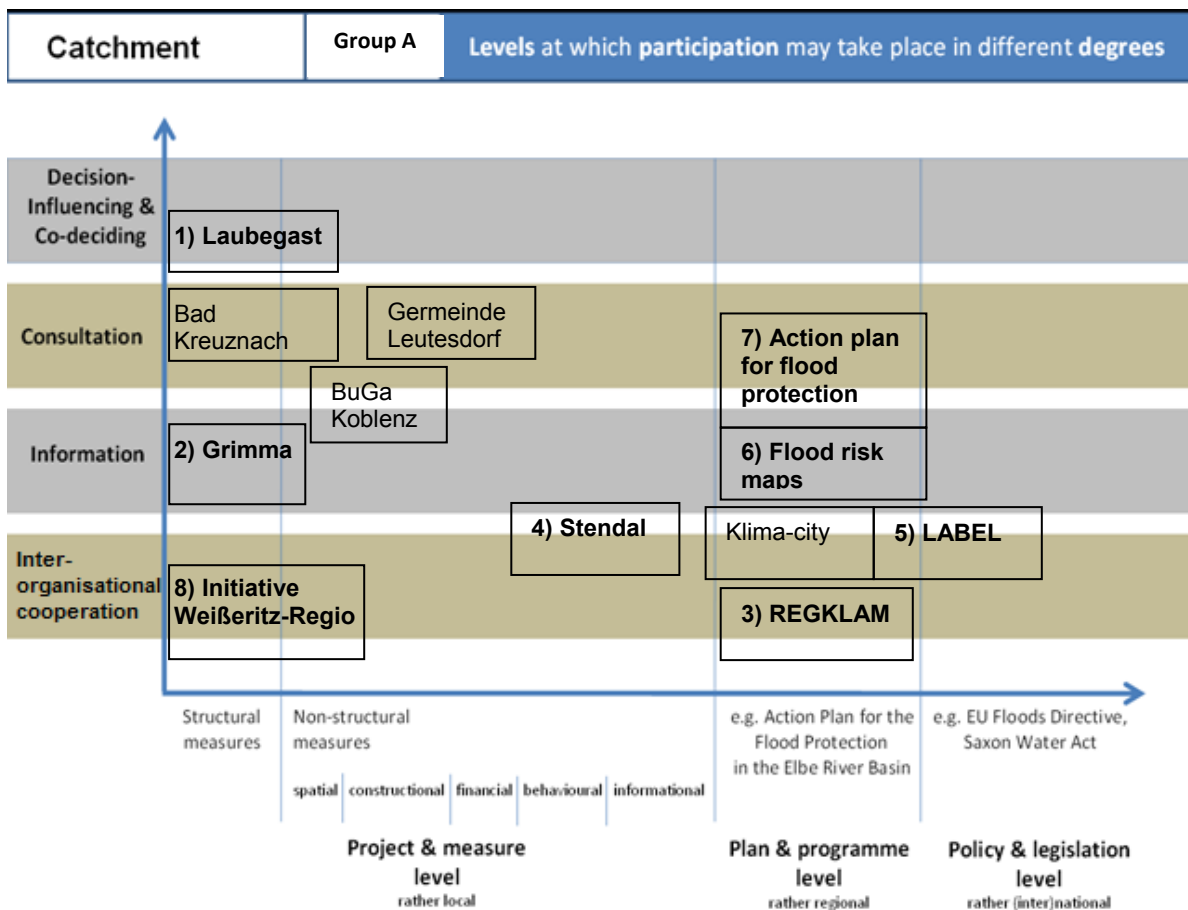 Catchment
Group A
Levels at which participation may take place in different degrees
Decision-
Influencing &
Co-deciding
1) Laubegast
Consultation
Bad
Kreuznach
Germeinde
Leutesdorf
7) Action plan
for flood
protection
BuGa
Koblenz
Information
2) Grimma
6) Flood risk
maps
4) Stendal
Klima-city
5) LABEL
Inter-
organisational
cooperation
8) Initiative
Weißeritz-Regio
3) REGKLAM
Structural
measures
Non-structural
measures
e.g. Action Plan for the
Flood Protection
in the Elbe River Basin
e.g. EU Floods Directive,
Saxon Water Act
spatial
constructional
financial
behavioural
informational
Project & measure
level
rather local
Plan & programme
level
rather regional
Policy & legislation
level
rather (inter)national